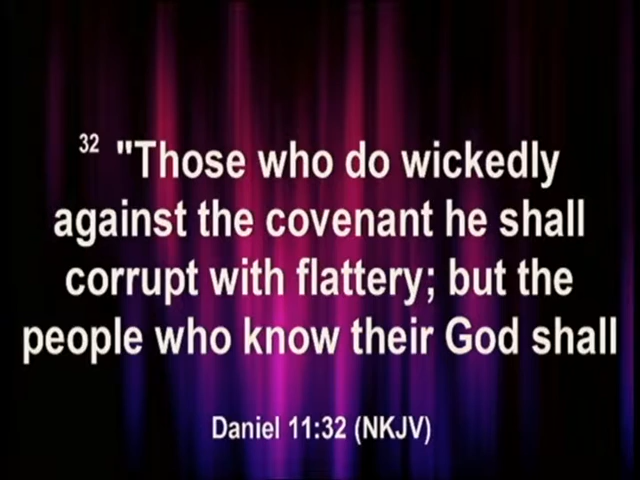 32 "Those who do wickedly
against the covenant he shall
corrupt with flattery; but the
people who know their God shall
Daniel 11:32 (NKJV)